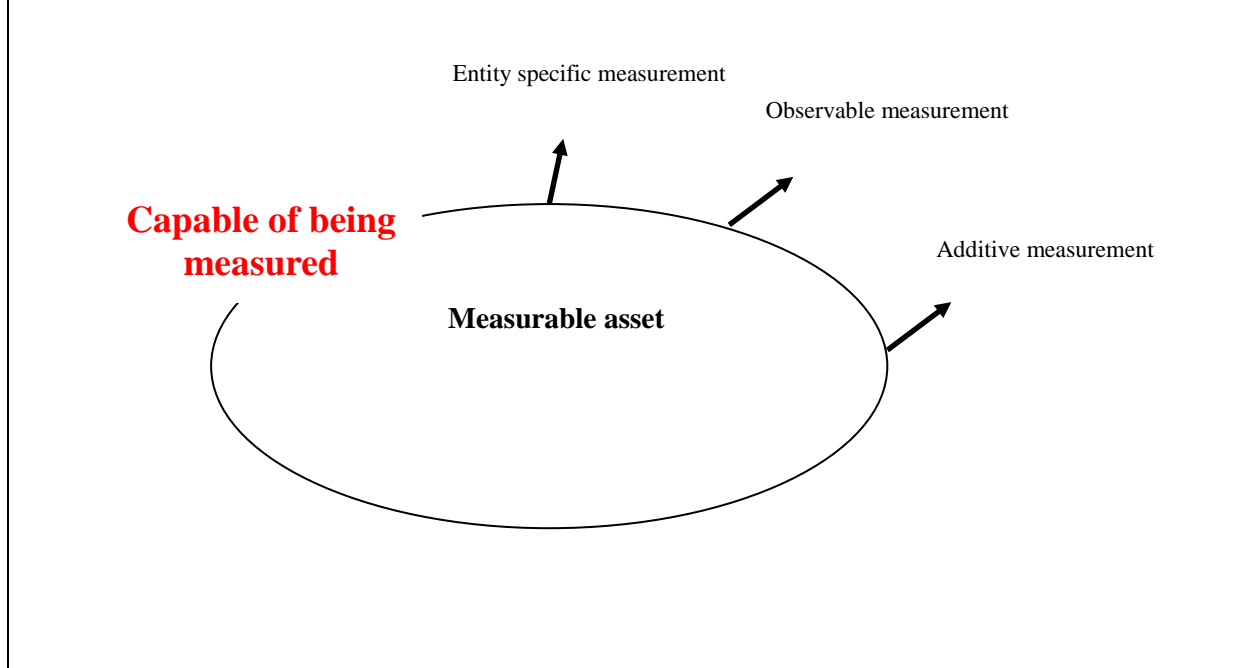 Entity specific measurement
Observable measurement
Capable of being
measured
Additive measurement
Measurable asset